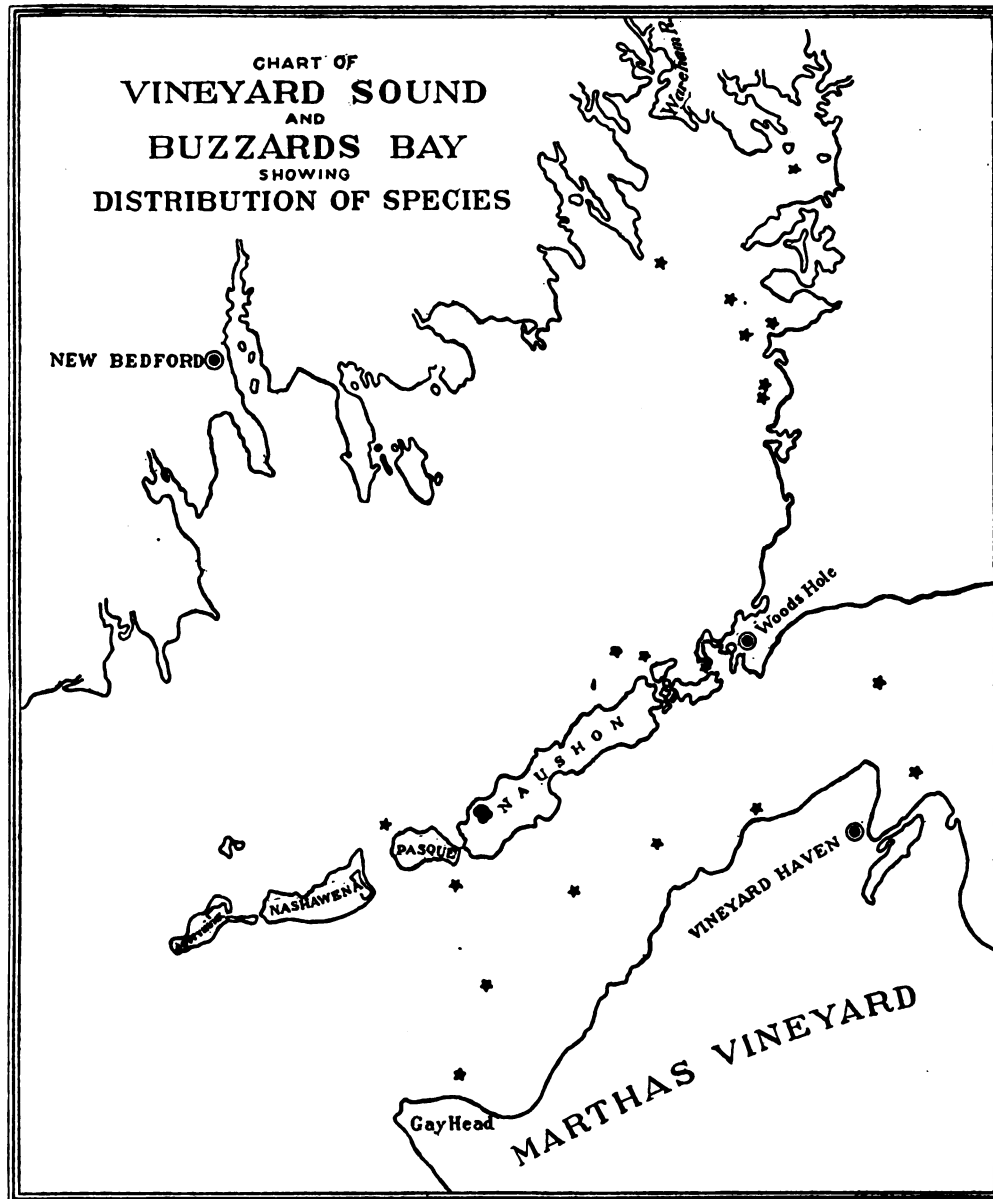 CHART OF
VINEYARD SOUND
AND
BUZZARDS BAY
SHOWING
DISTRIBUTION OF SPECIES
Wareham R.
NEW BEDFORD
Woods Hole
NAUSHON
PASQUE
NASHAWENA
VINEYARD HAVEN
MARTHAS VINEYARD
Gay Head